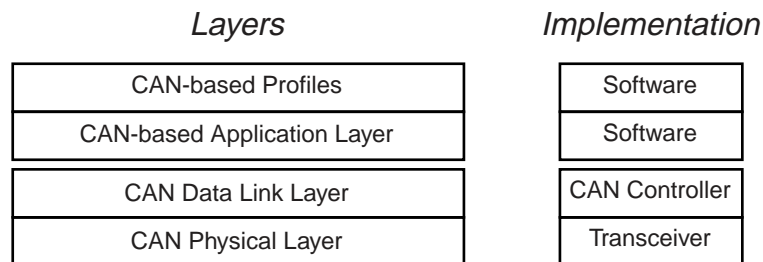 Layers Implementation
CAN-based Profiles Software
CAN-based Application Layer Software
CAN Data Link Layer CAN Controller
CAN Physical Layer Transceiver